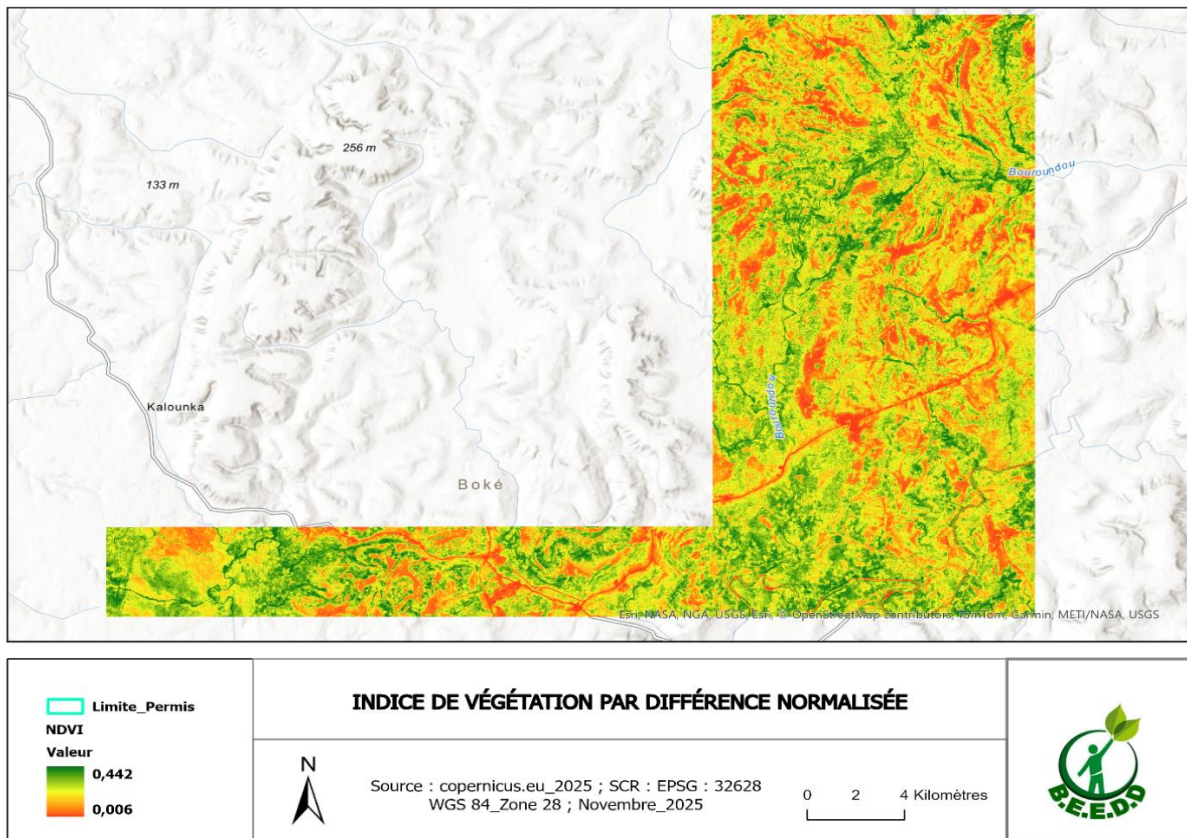 256 m
133 m
Bouroundou
Kalounka
Bouroundou
Boké
Esri, NASA, NGA, USGS, Esri, © OpenStreetMap contributors, TomTom, Garmin, METI/NASA, USGS
Limite_Permis
NDVI
Valeur
0,442
0,006
INDICE DE VÉGÉTATION PAR DIFFÉRENCE NORMALISÉE
N
Source : copernicus.eu_2025 ; SCR : EPSG : 32628
WGS 84_Zone 28 ; Novembre_2025
0 2 4 Kilomètres
B.E.E.D.D